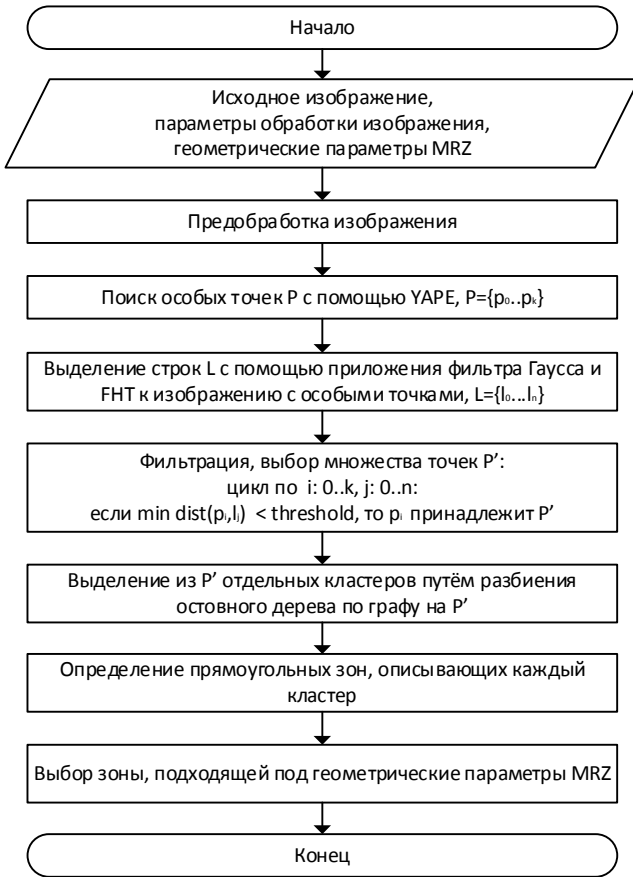 Начало
Исходное изображение,
параметры обработки изображения,
геометрические параметры MRZ
Предобработка изображения
Поиск особых точек P с помощью YAPE, P={p₀..pₖ}
Выделение строк L с помощью приложения фильтра Гаусса и
FHT к изображению с особыми точками, L={l₀...lₙ}
Фильтрация, выбор множества точек P’:
цикл по i: 0..k, j: 0..n:
если min dist(pᵢ,lⱼ) < threshold, то pᵢ принадлежит P’
Выделение из P’ отдельных кластеров путём разбиения
остовного дерева по графу на P’
Определение прямоугольных зон, описывающих каждый
кластер
Выбор зоны, подходящей под геометрические параметры MRZ
Конец